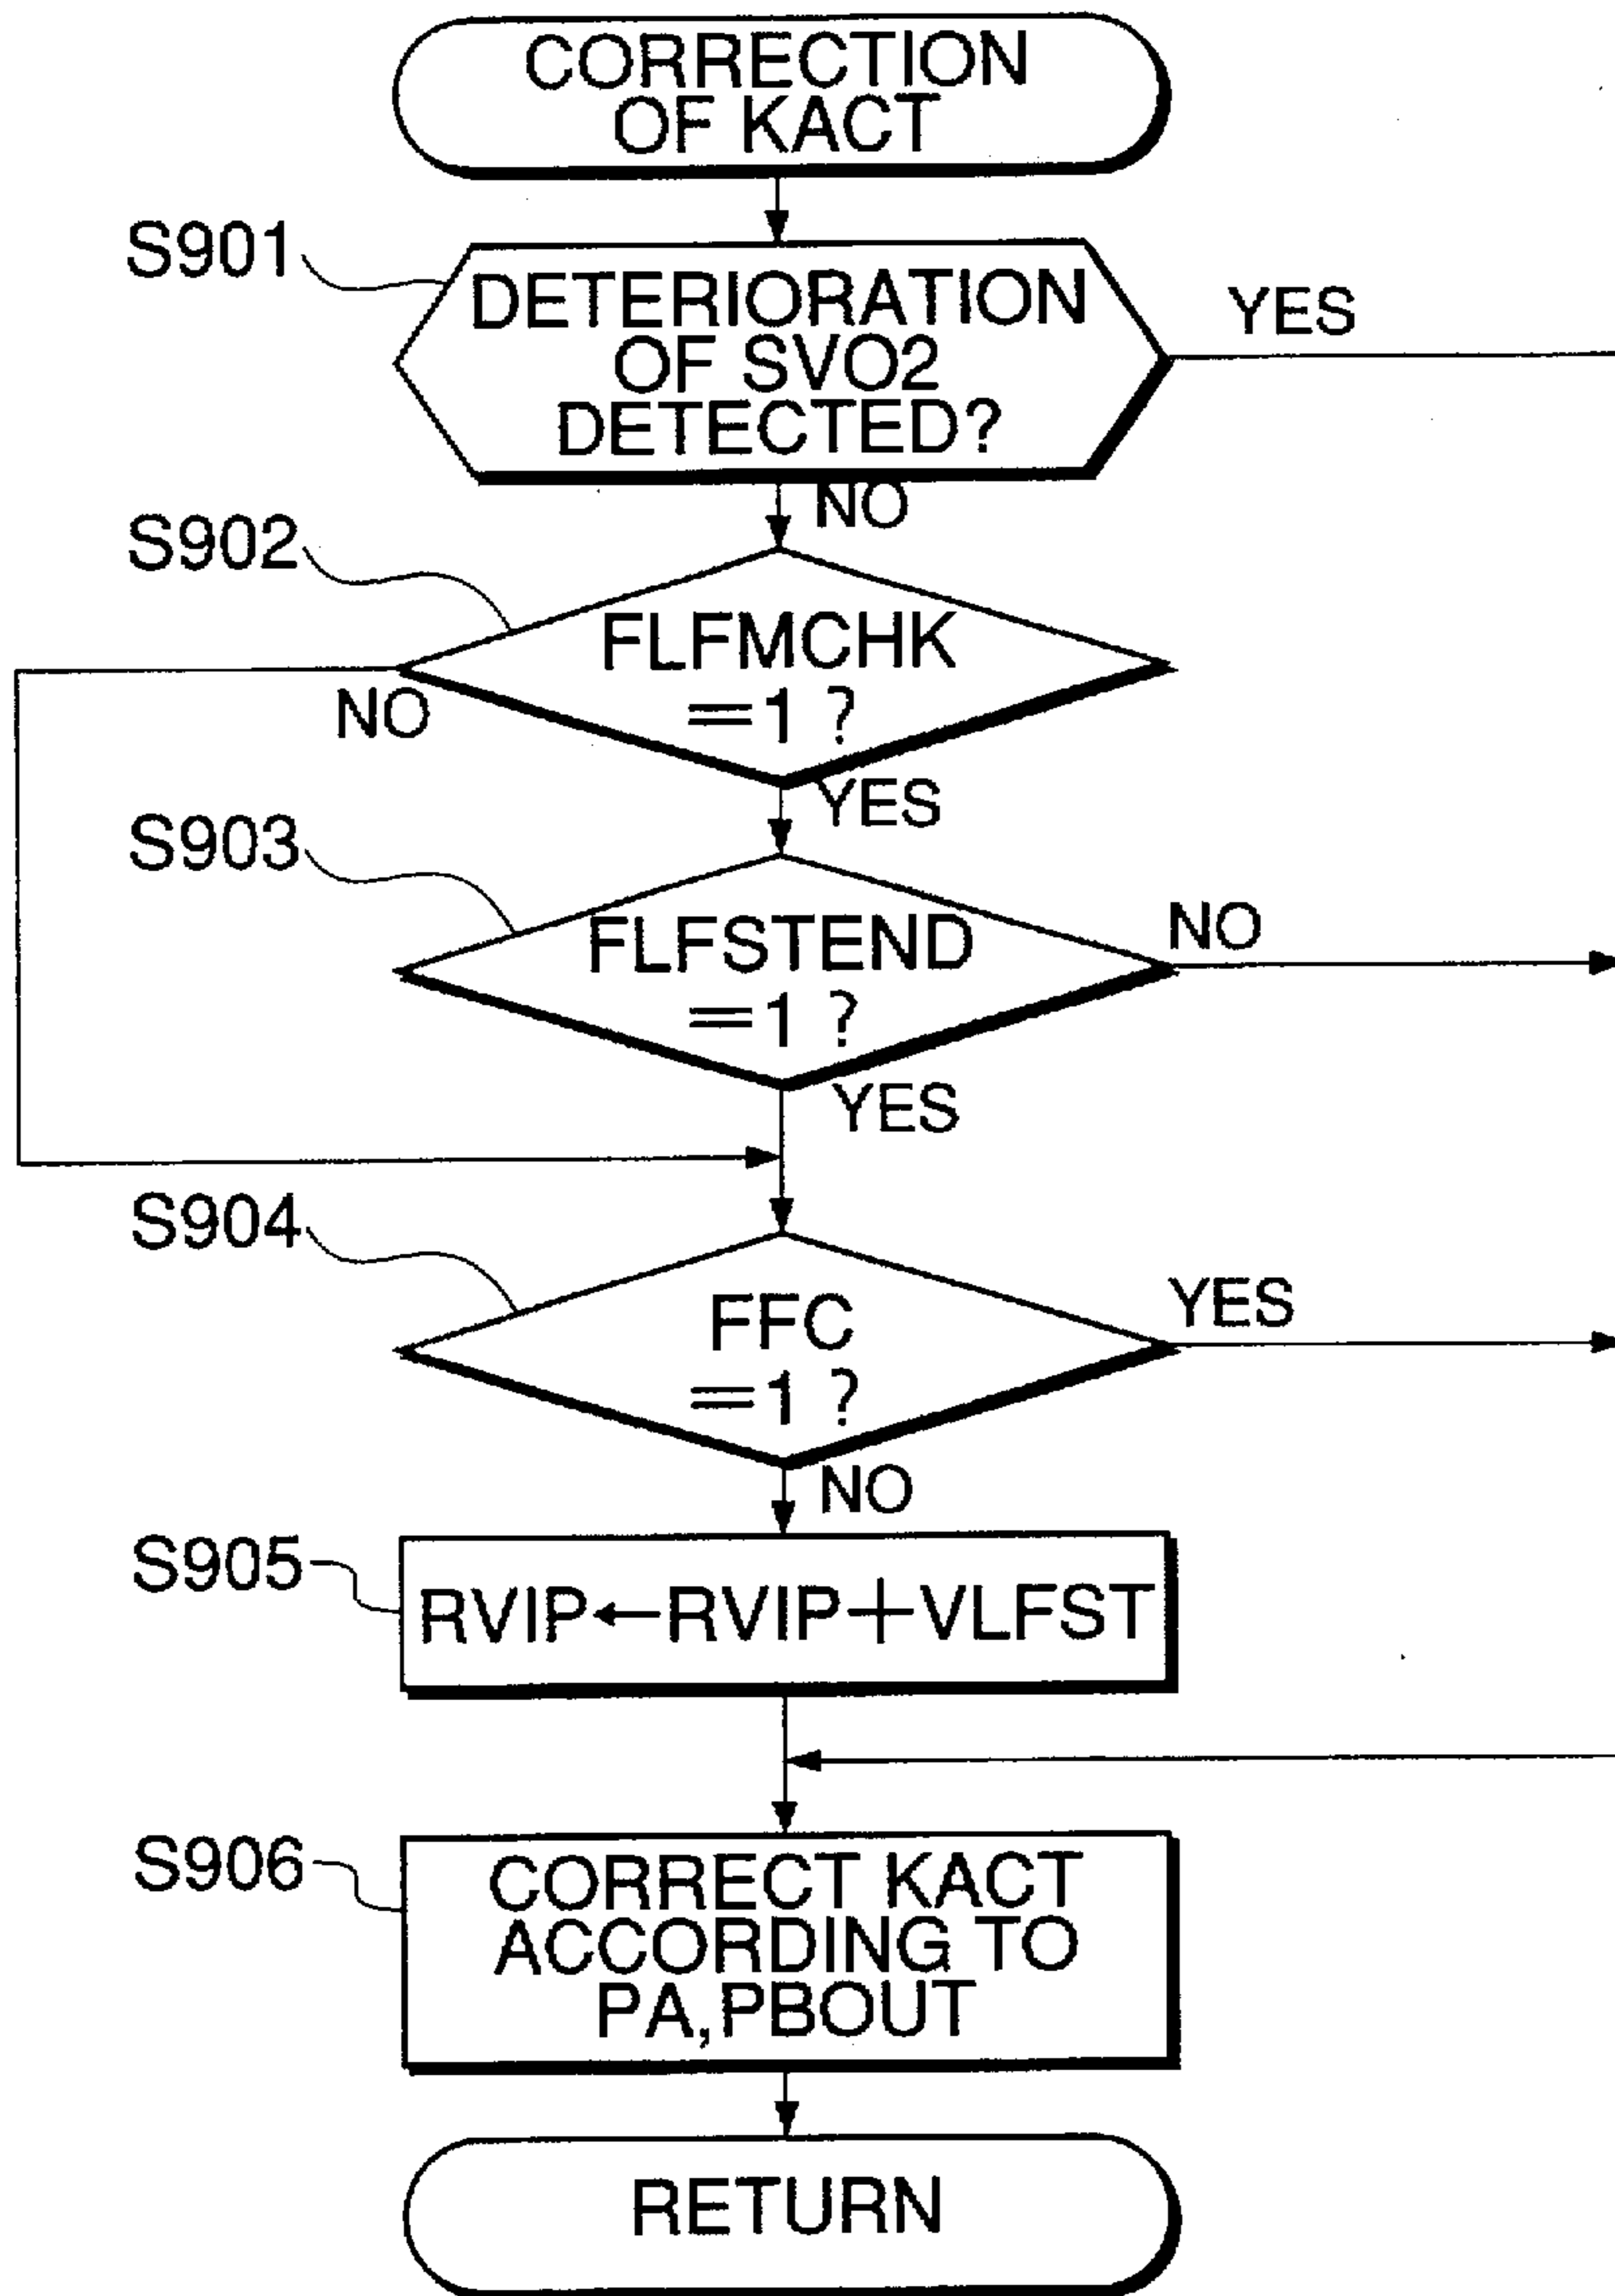 CORRECTION
OF KACT
S901
DETERIORATION
OF SVO2
DETECTED?
YES
NO
S902
FLFMCHK
=1 ?
NO
YES
S903
FLFSTEND
=1 ?
NO
YES
S904
FFC
=1 ?
YES
NO
S905
RVIP←RVIP+VLFST
S906
CORRECT KACT
ACCORDING TO
PA,PBOUT
RETURN